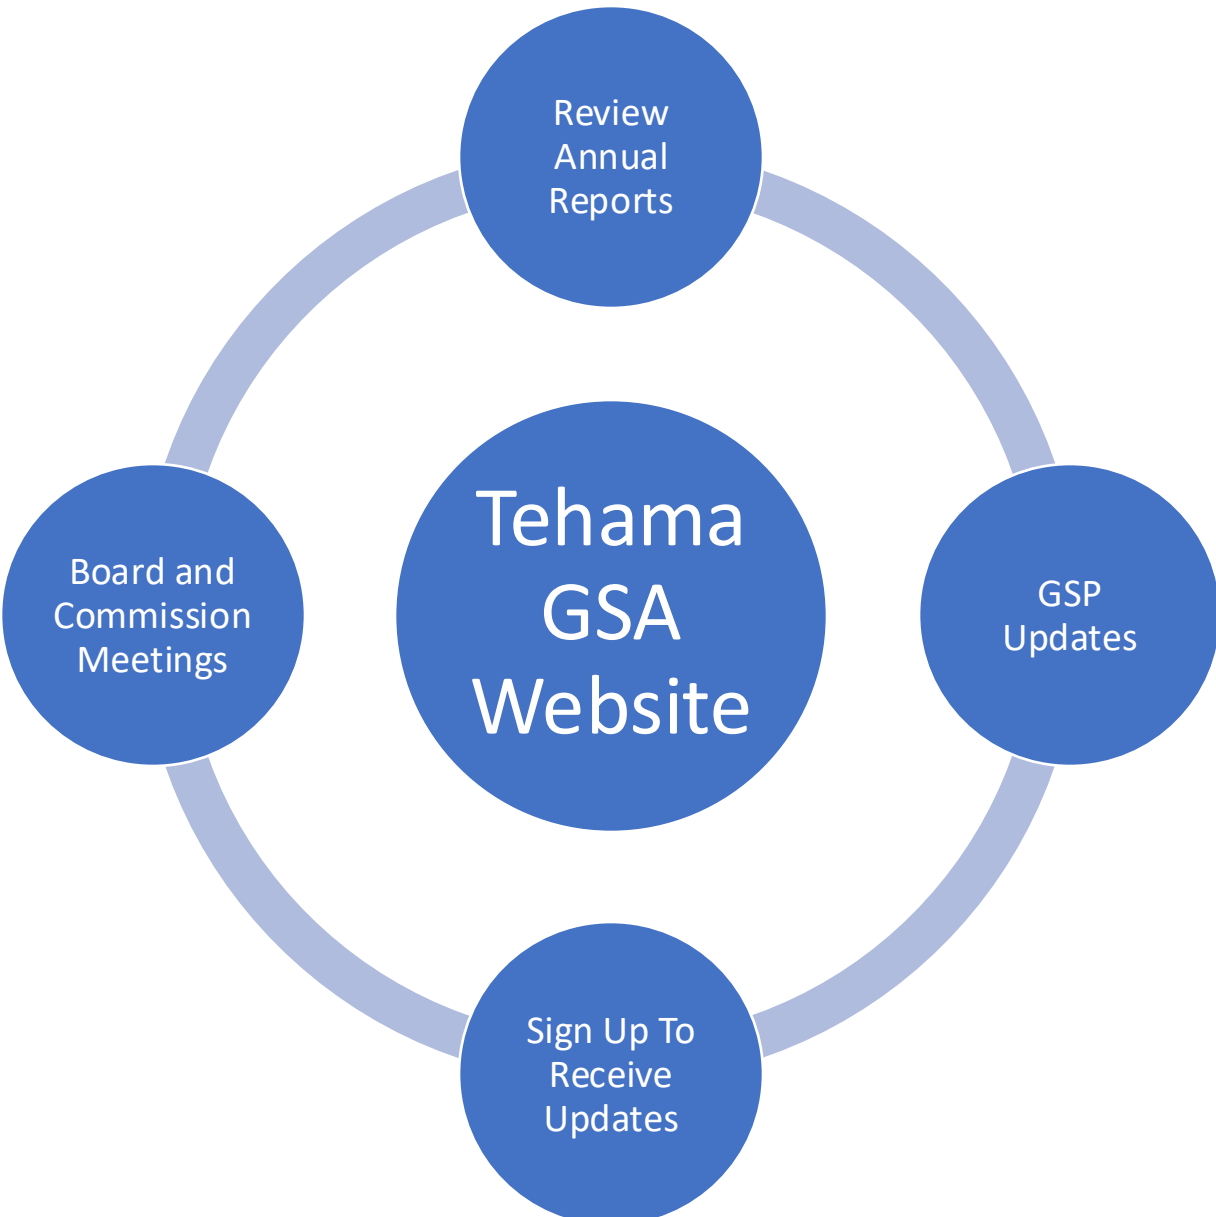 Review
Annual
Reports
Tehama
GSA
Website
Board and
Commission
Meetings
GSP
Updates
Sign Up To
Receive
Updates